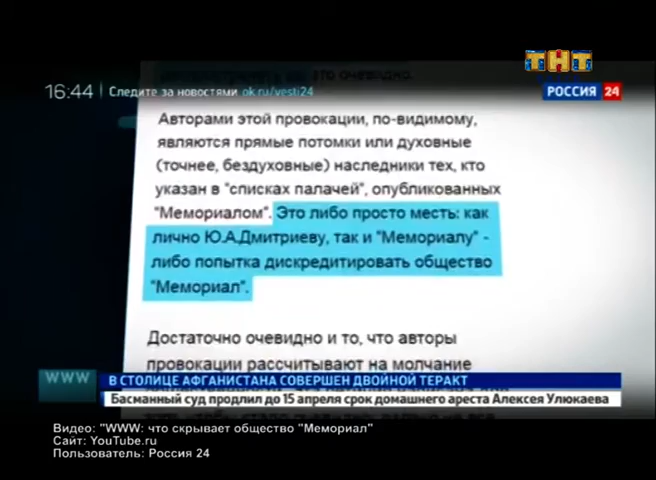 ТНТ
это очевидно.
16:44 Следите за новостями ok.ru/vesti24
РОССИЯ 24
Авторами этой провокации, по-видимому,
являются прямые потомки или духовные
(точнее, бездуховные) наследники тех, кто
указан в "списках палачей", опубликованных
"Мемориалом". Это либо просто месть: как
лично Ю.А.Дмитриеву, так и "Мемориалу" -
либо попытка дискредитировать общество
"Мемориал".
Достаточно очевидно и то, что авторы
провокации рассчитывают на молчание
WWW В СТОЛИЦЕ АФГАНИСТАНА СОВЕРШЕН ДВОЙНОЙ ТЕРАКТ
Басманный суд продлил до 15 апреля срок домашнего ареста Алексея Улюкаева
Видео: "WWW: что скрывает общество "Мемориал"
Сайт: YouTube.ru
Пользователь: Россия 24